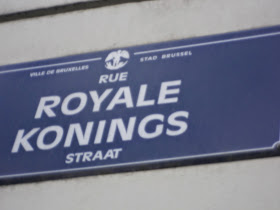 VILLE DE BRUXELLES STAD BRUSSEL
RUE
ROYALE
KONINGS
STRAAT